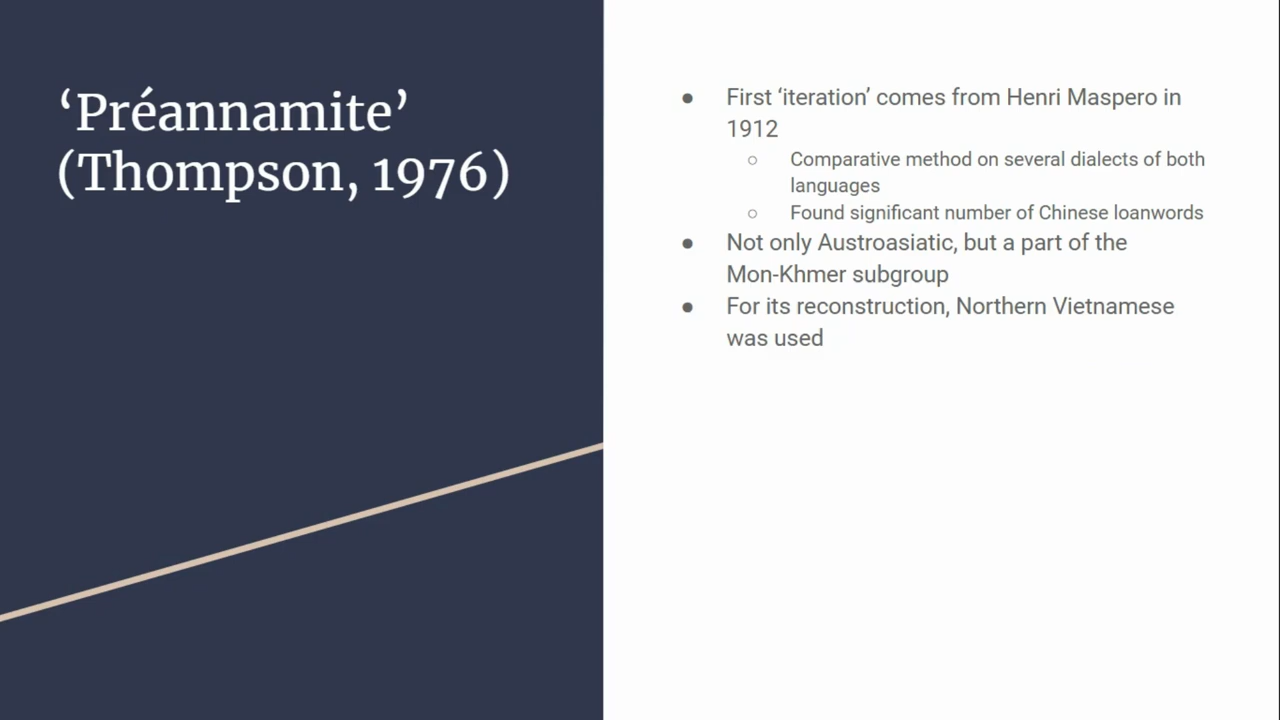 ‘Préannamite’
(Thompson, 1976)
● First ‘iteration’ comes from Henri Maspero in
1912
○ Comparative method on several dialects of both
languages
○ Found significant number of Chinese loanwords
● Not only Austroasiatic, but a part of the
Mon-Khmer subgroup
● For its reconstruction, Northern Vietnamese
was used